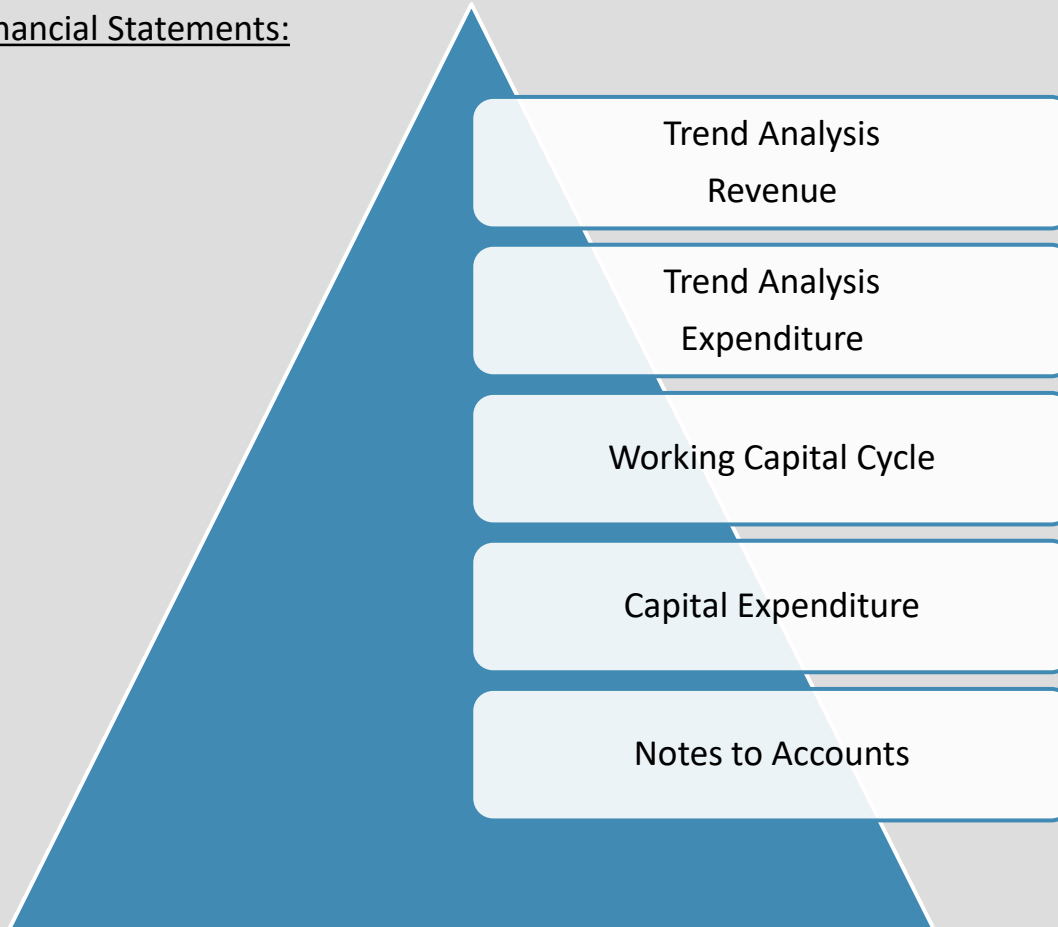 nancial Statements:
Trend Analysis
Revenue
Trend Analysis
Expenditure
Working Capital Cycle
Capital Expenditure
Notes to Accounts